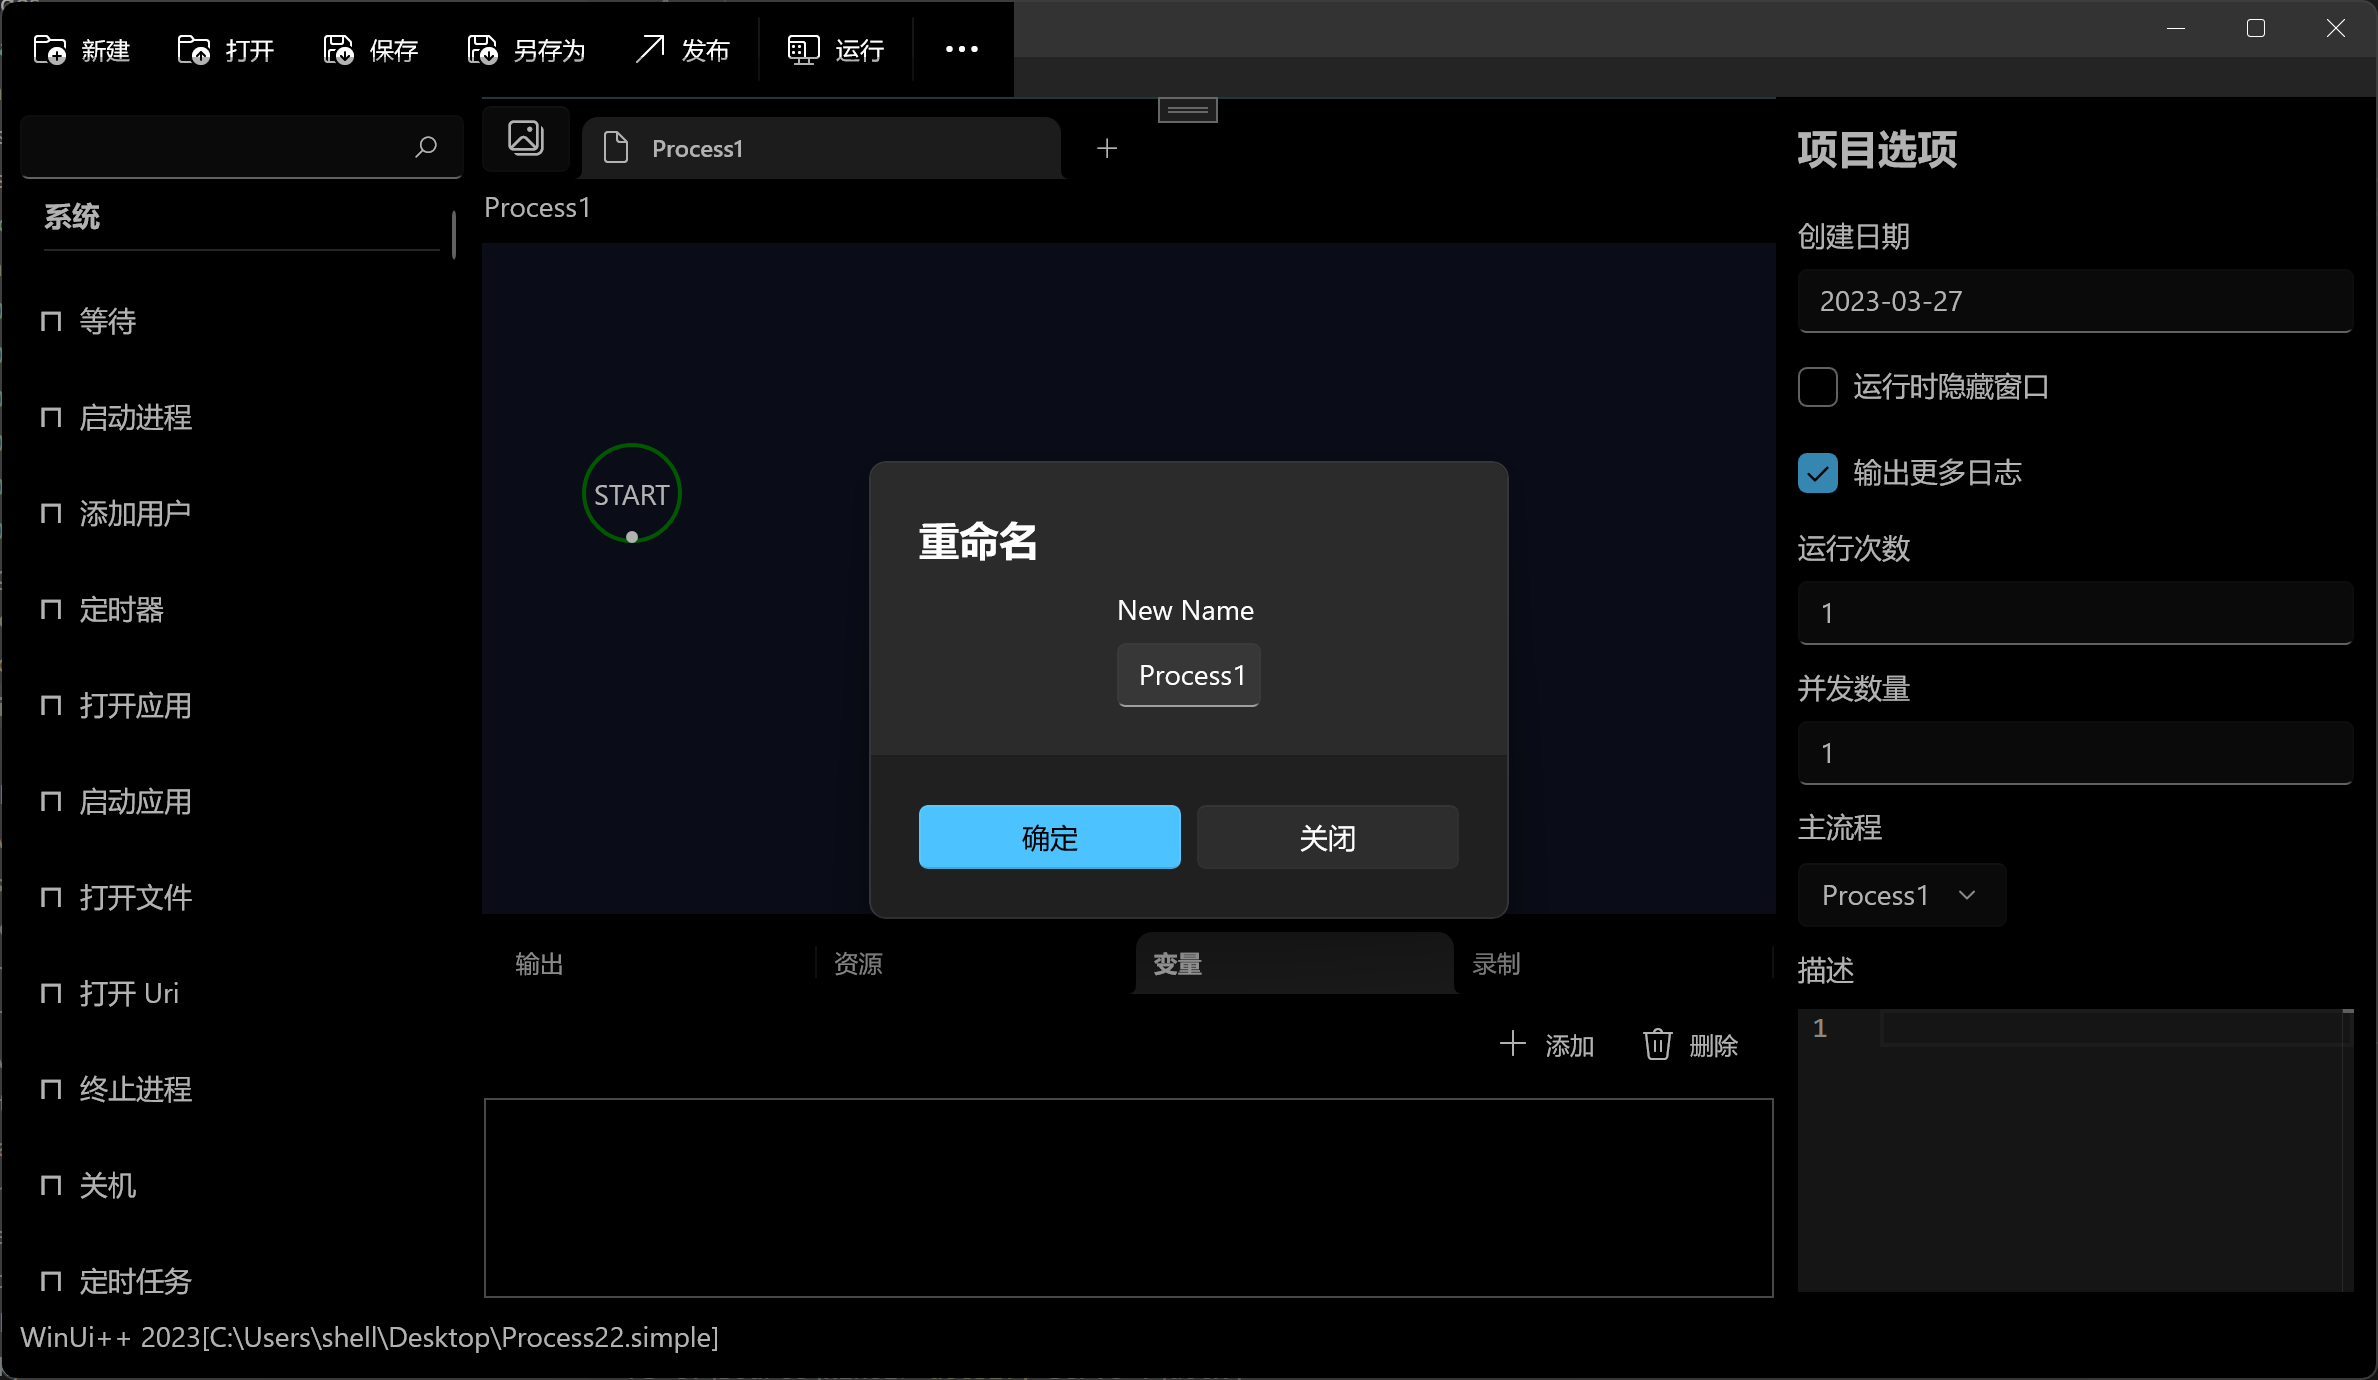 新建
打开
保存
另存为
发布
运行
系统
等待
启动进程
添加用户
定时器
打开应用
启动应用
打开文件
打开 Uri
终止进程
关机
定时任务
Process1
Process1
START
重命名
New Name
Process1
确定
关闭
输出
资源
变量
录制
添加
删除
项目选项
创建日期
2023-03-27
运行时隐藏窗口
输出更多日志
运行次数
1
并发数量
1
主流程
Process1
描述
1
WinUi++ 2023[C:\Users\shell\Desktop\Process22.simple]